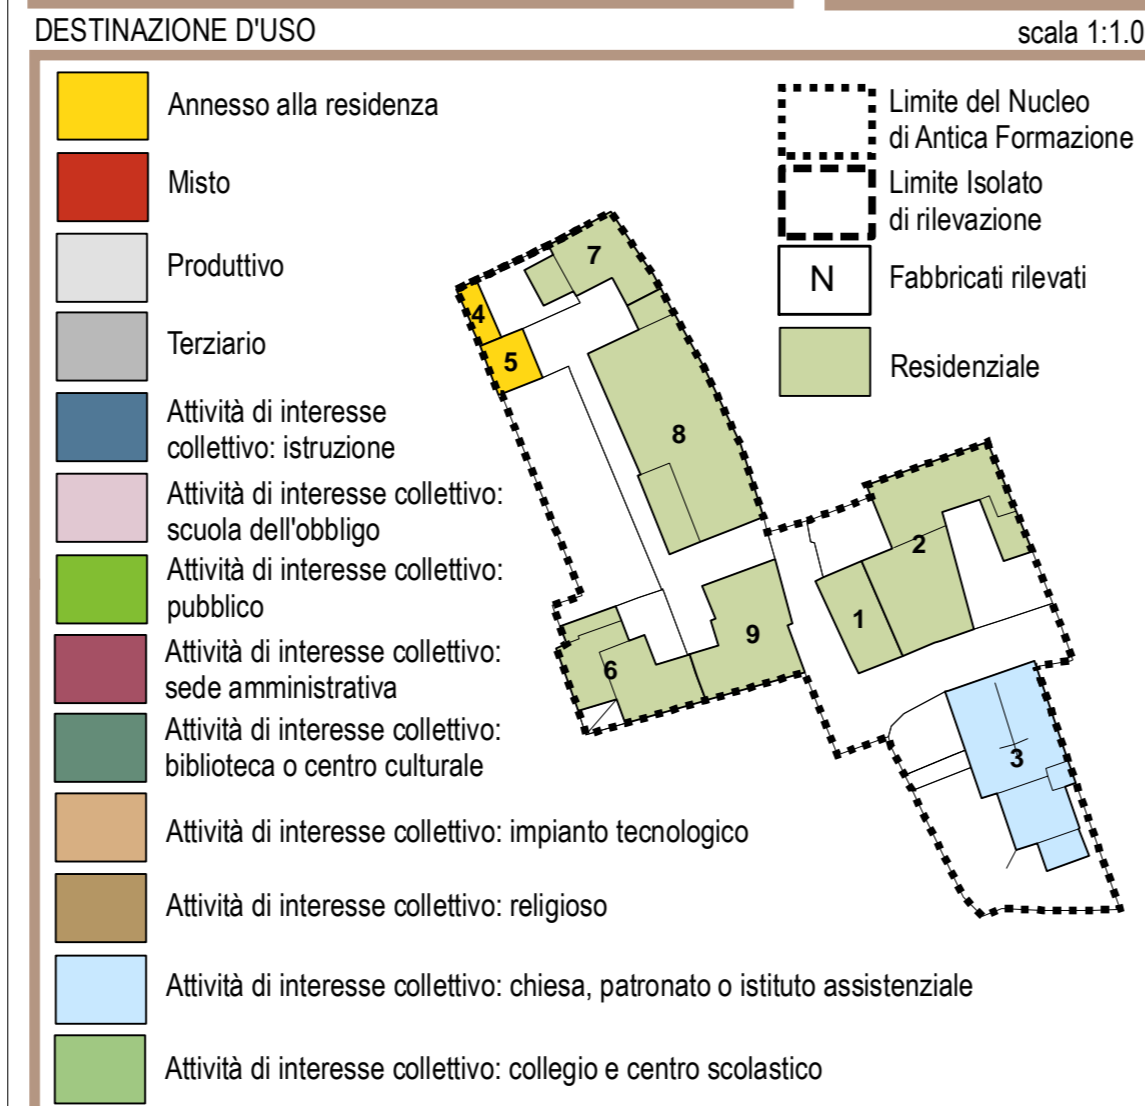 DESTINAZIONE D'USO
scala 1:1.0
Annesso alla residenza
Misto
Produttivo
Terziario
Attività di interesse
collettivo: istruzione
Attività di interesse collettivo:
scuola dell'obbligo
Attività di interesse collettivo:
pubblico
Attività di interesse collettivo:
sede amministrativa
Attività di interesse collettivo:
biblioteca o centro culturale
Attività di interesse collettivo: impianto tecnologico
Attività di interesse collettivo: religioso
Attività di interesse collettivo: chiesa, patronato o istituto assistenziale
Attività di interesse collettivo: collegio e centro scolastico
Limite del Nucleo
di Antica Formazione
Limite Isolato
di rilevazione
N
Fabbricati rilevati
Residenziale
7
4
5
8
2
1
9
6
3